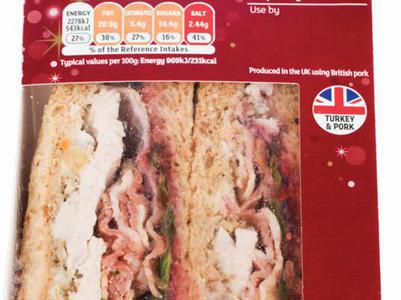 Use by
ENERGY FAT SATURATES SUGARS SALT
2278kJ 543kcal 20.9g 5.4g 14.6g 2.44g
27% 30% 27% 16% 41%
% of the Reference Intakes
Typical values per 100g: Energy 969kJ/231kcal
Produced in the UK using British pork
TURKEY
& PORK